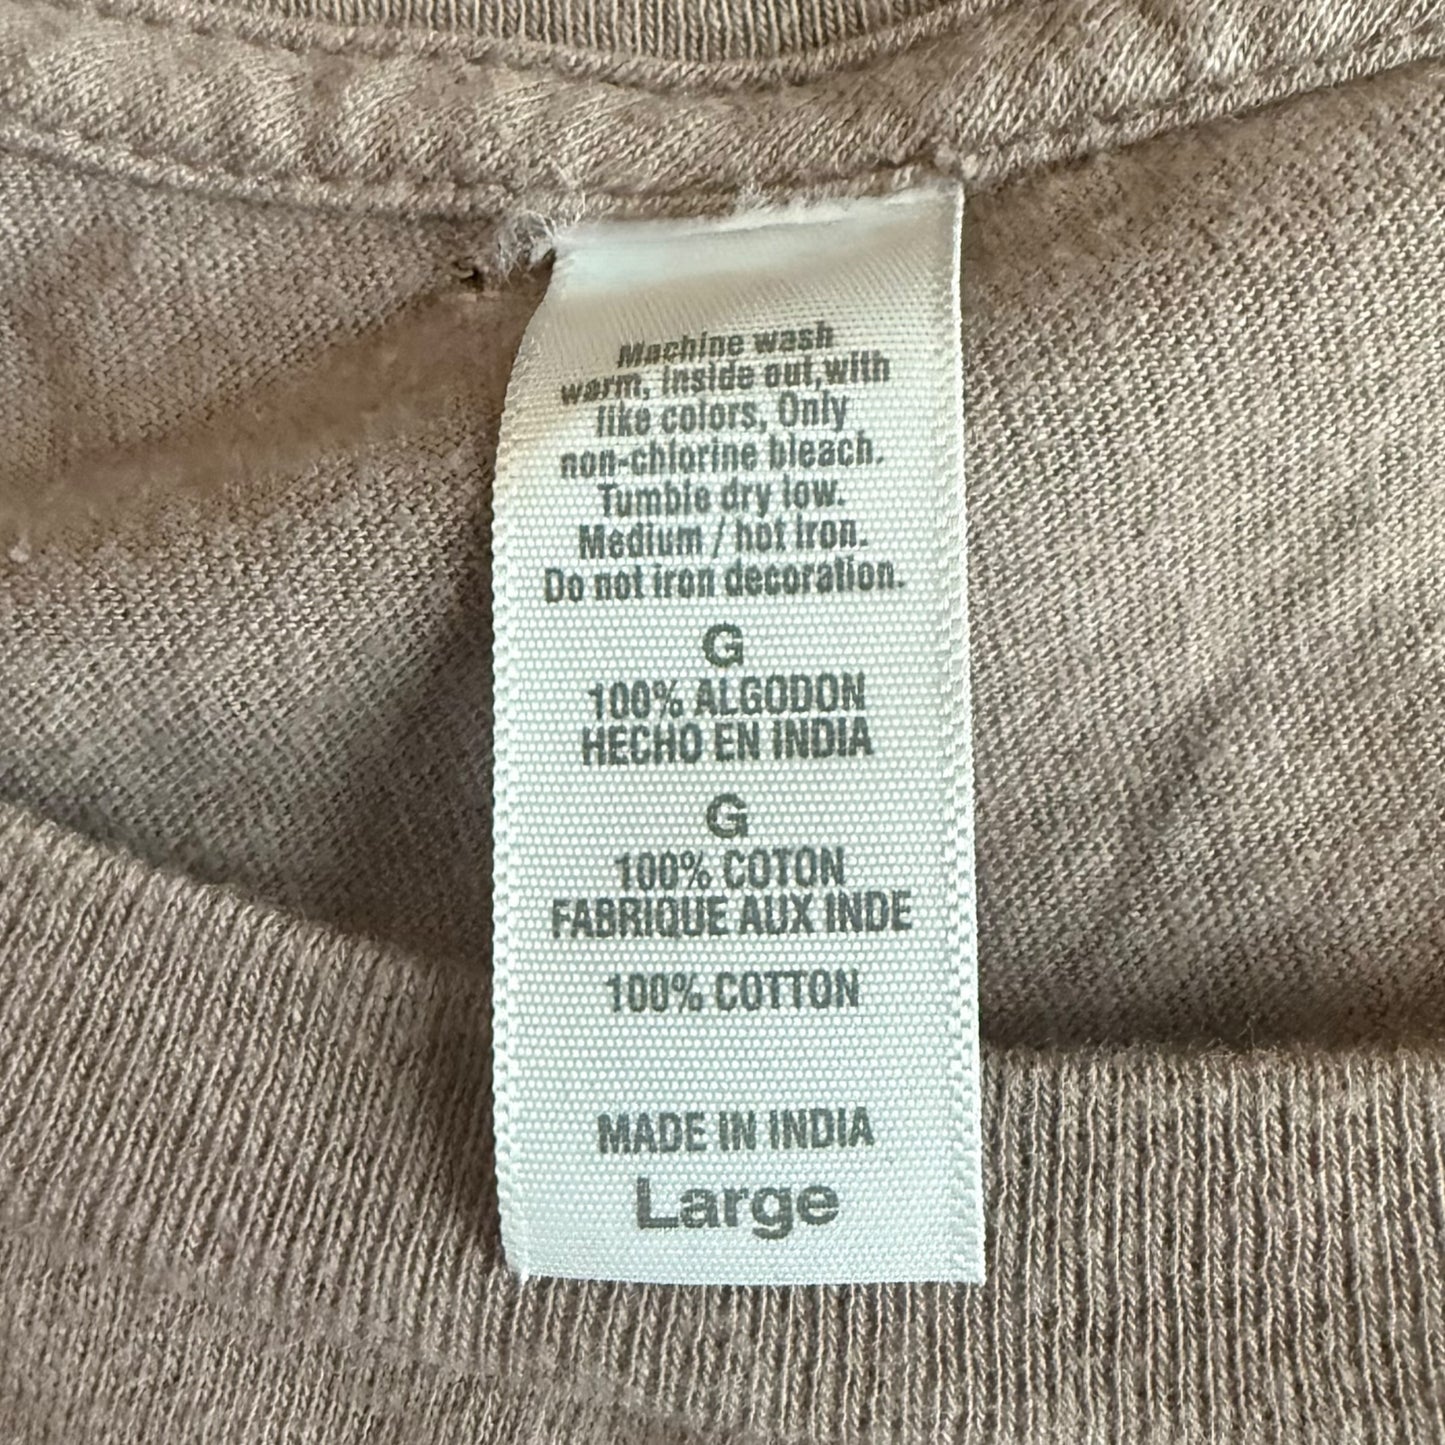 Machine wash
warm, inside out, with
like colors, Only
non-chlorine bleach.
Tumble dry low.
Medium / hot iron.
Do not iron decoration.
G
100% ALGODON
HECHO EN INDIA
G
100% COTON
FABRIQUE AUX INDE
100% COTTON
MADE IN INDIA
Large